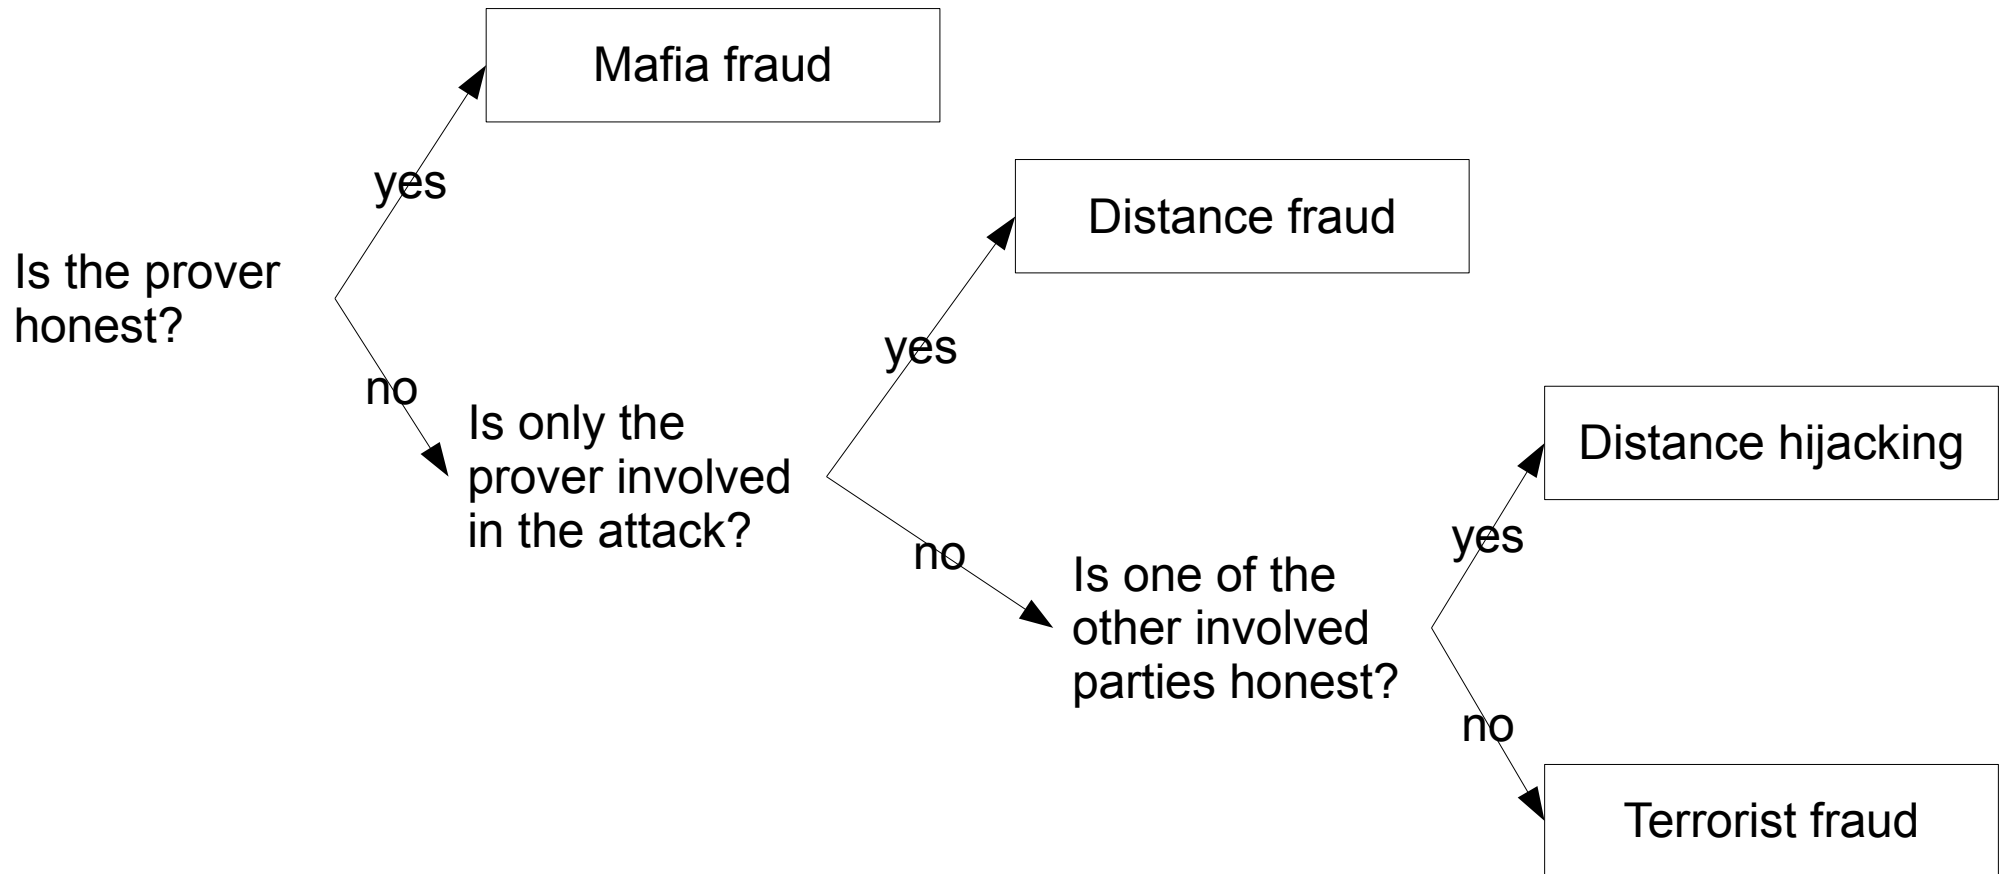 Mafia fraud
yes
Is the prover
honest?
no
Distance fraud
yes
Is only the
prover involved
in the attack?
no
Distance hijacking
yes
Is one of the
other involved
parties honest?
no
Terrorist fraud